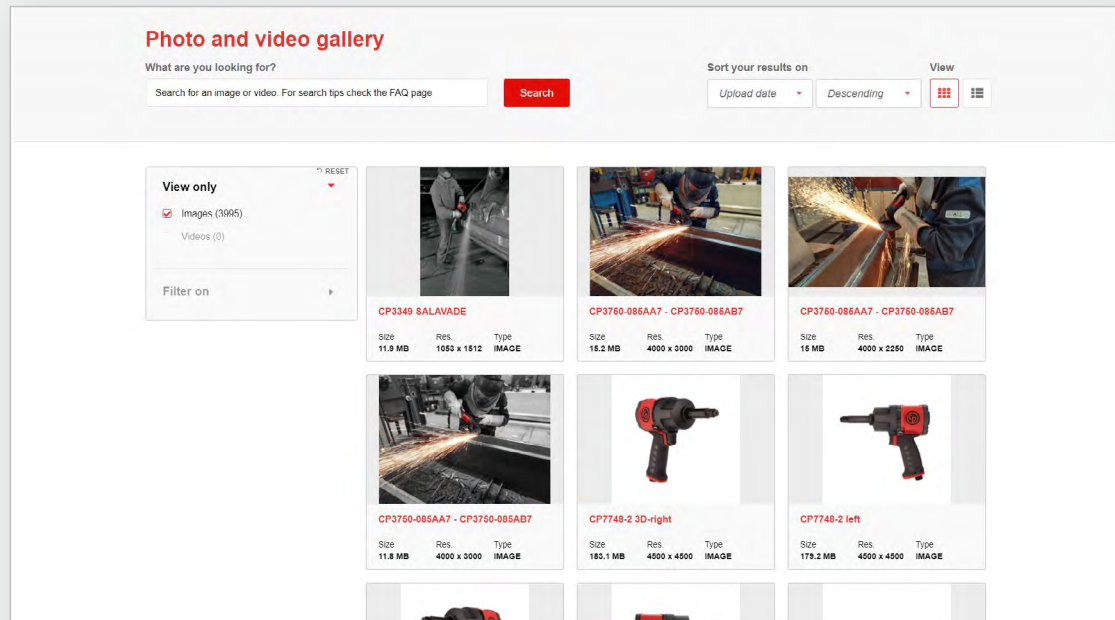 Photo and video gallery
What are you looking for?
Search for an image or video. For search tips check the FAQ page
Search
Sort your results on
Upload date
Descending
View
RESET
View only
Images (3995)
Videos (0)
Filter on
CP3349 SALAVADE
Size Res. Type
11.9 MB 1053 x 1512 IMAGE
CP3750-085AA7 - CP3750-085AB7
Size Res. Type
15.2 MB 4000 x 3000 IMAGE
CP3750-085AA7 - CP3750-085AB7
Size Res. Type
15 MB 4000 x 2250 IMAGE
CP3750-085AA7 - CP3750-085AB7
Size Res. Type
11.8 MB 4000 x 3000 IMAGE
CP7748-2 3D-right
Size Res. Type
183.1 MB 4500 x 4500 IMAGE
CP7748-2 left
Size Res. Type
179.2 MB 4500 x 4500 IMAGE